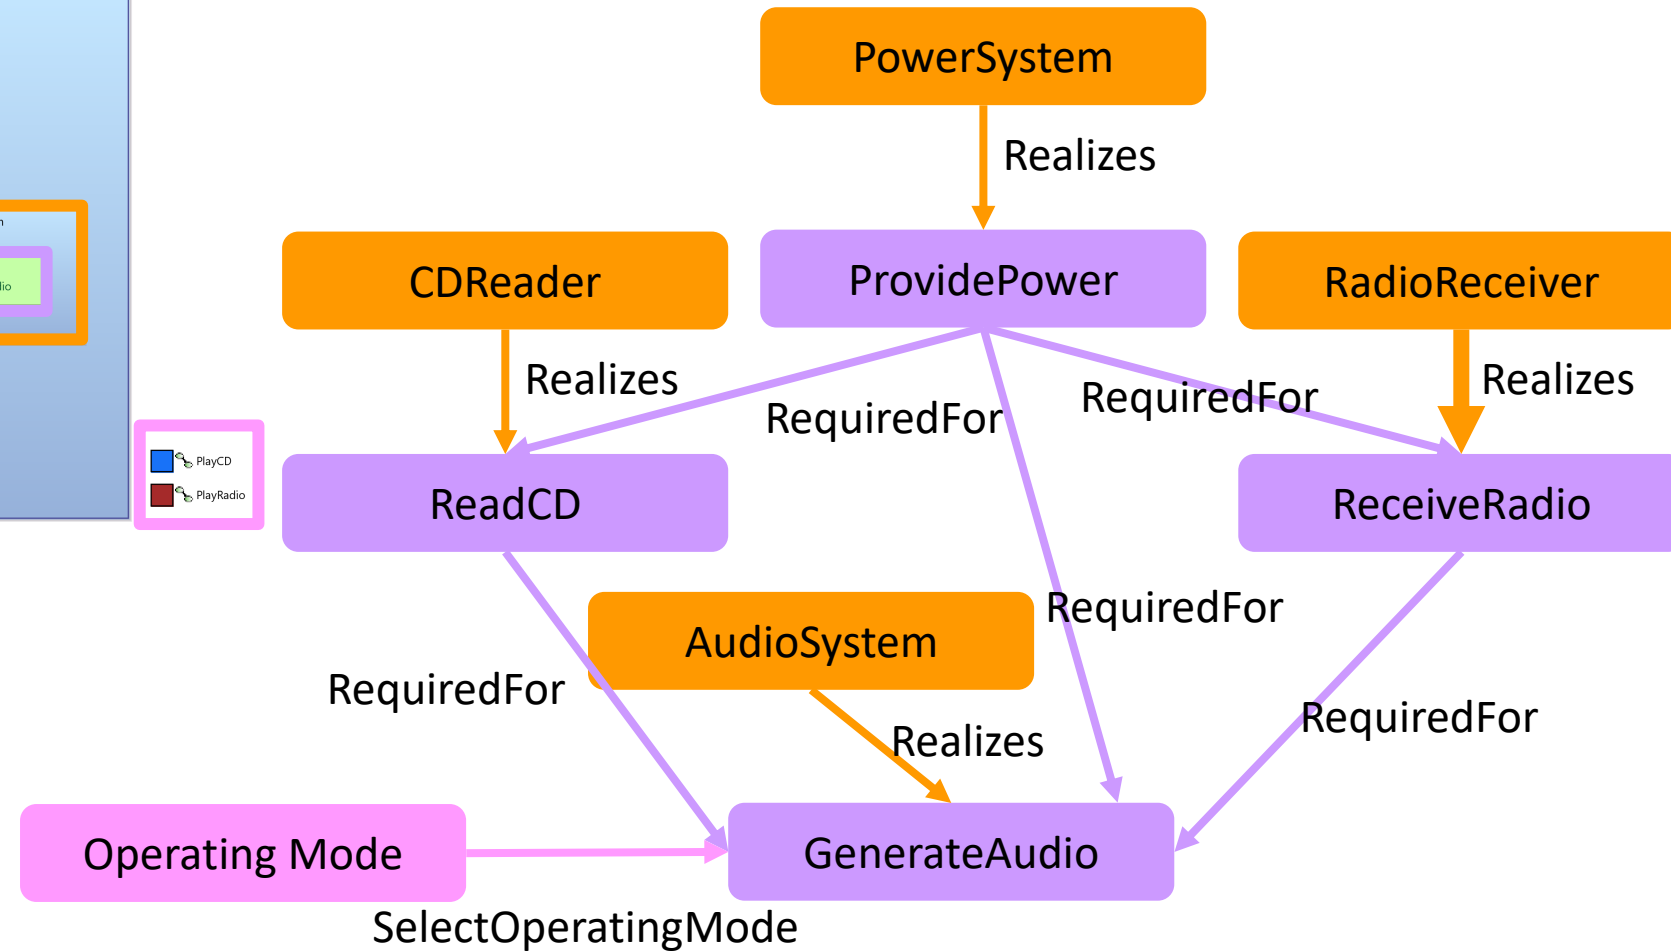 PowerSystem
Realizes
CDReader
ProvidePower
RadioReceiver
Realizes
RequiredFor
RequiredFor
Realizes
PlayCD
PlayRadio
ReadCD
ReceiveRadio
RequiredFor
AudioSystem
RequiredFor
RequiredFor
Realizes
Operating Mode
GenerateAudio
SelectOperatingMode